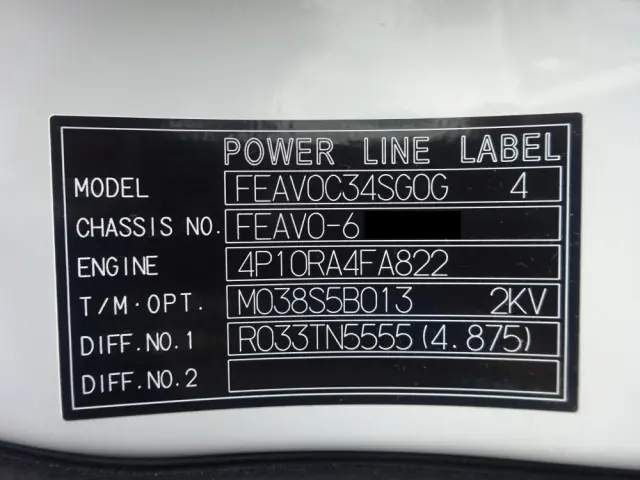 POWER LINE LABEL
MODEL FEAV0C34SG0G 4
CHASSIS NO. FEAV0-6
ENGINE 4P10RA4FA822
T/M·OPT. M038S5B013 2KV
DIFF.NO.1 R033TN5555(4.875)
DIFF.NO.2